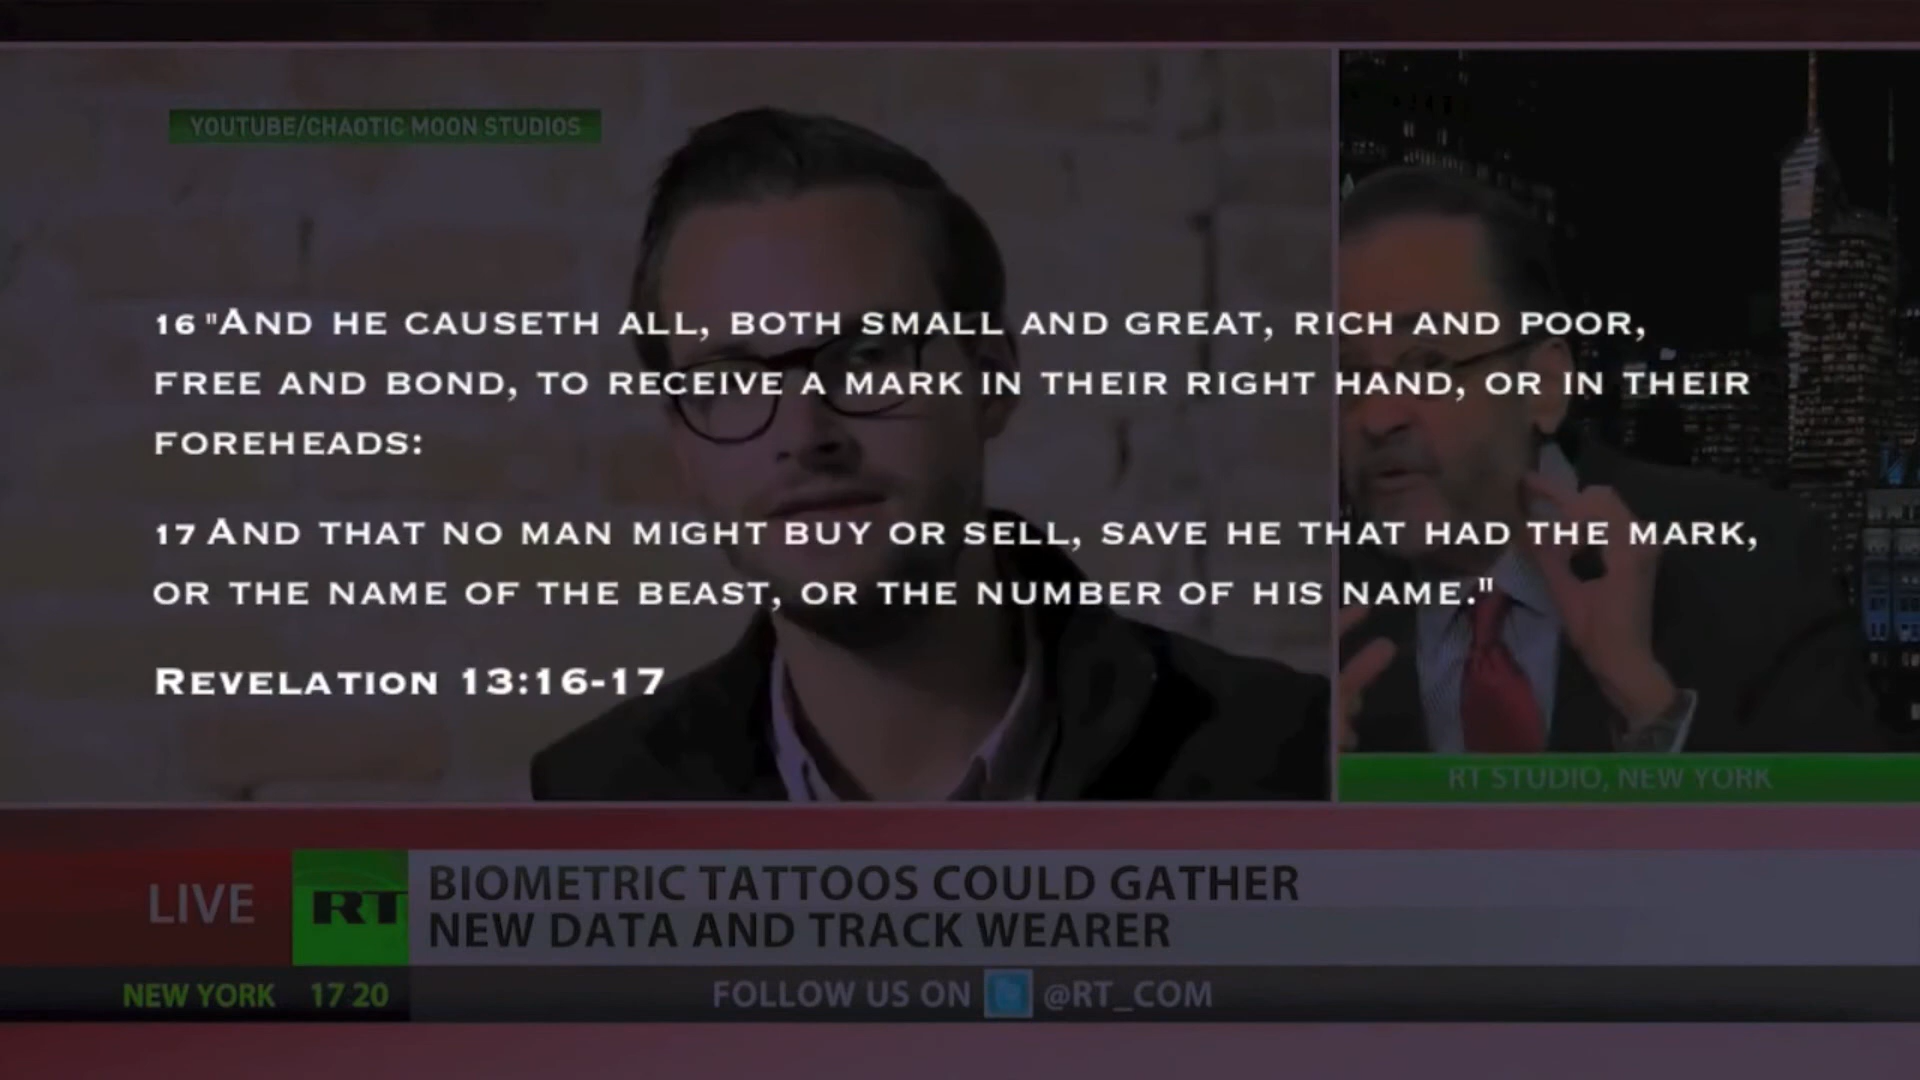 YOUTUBE/CHAOTIC MOON STUDIOS
16 "AND HE CAUSETH ALL, BOTH SMALL AND GREAT, RICH AND POOR,
FREE AND BOND, TO RECEIVE A MARK IN THEIR RIGHT HAND, OR IN THEIR
FOREHEADS:
17 AND THAT NO MAN MIGHT BUY OR SELL, SAVE HE THAT HAD THE MARK,
OR THE NAME OF THE BEAST, OR THE NUMBER OF HIS NAME."
REVELATION 13:16-17
RT STUDIO, NEW YORK
LIVE RT
BIOMETRIC TATTOOS COULD GATHER
NEW DATA AND TRACK WEARER
NEW YORK 17 20 FOLLOW US ON @RT_COM